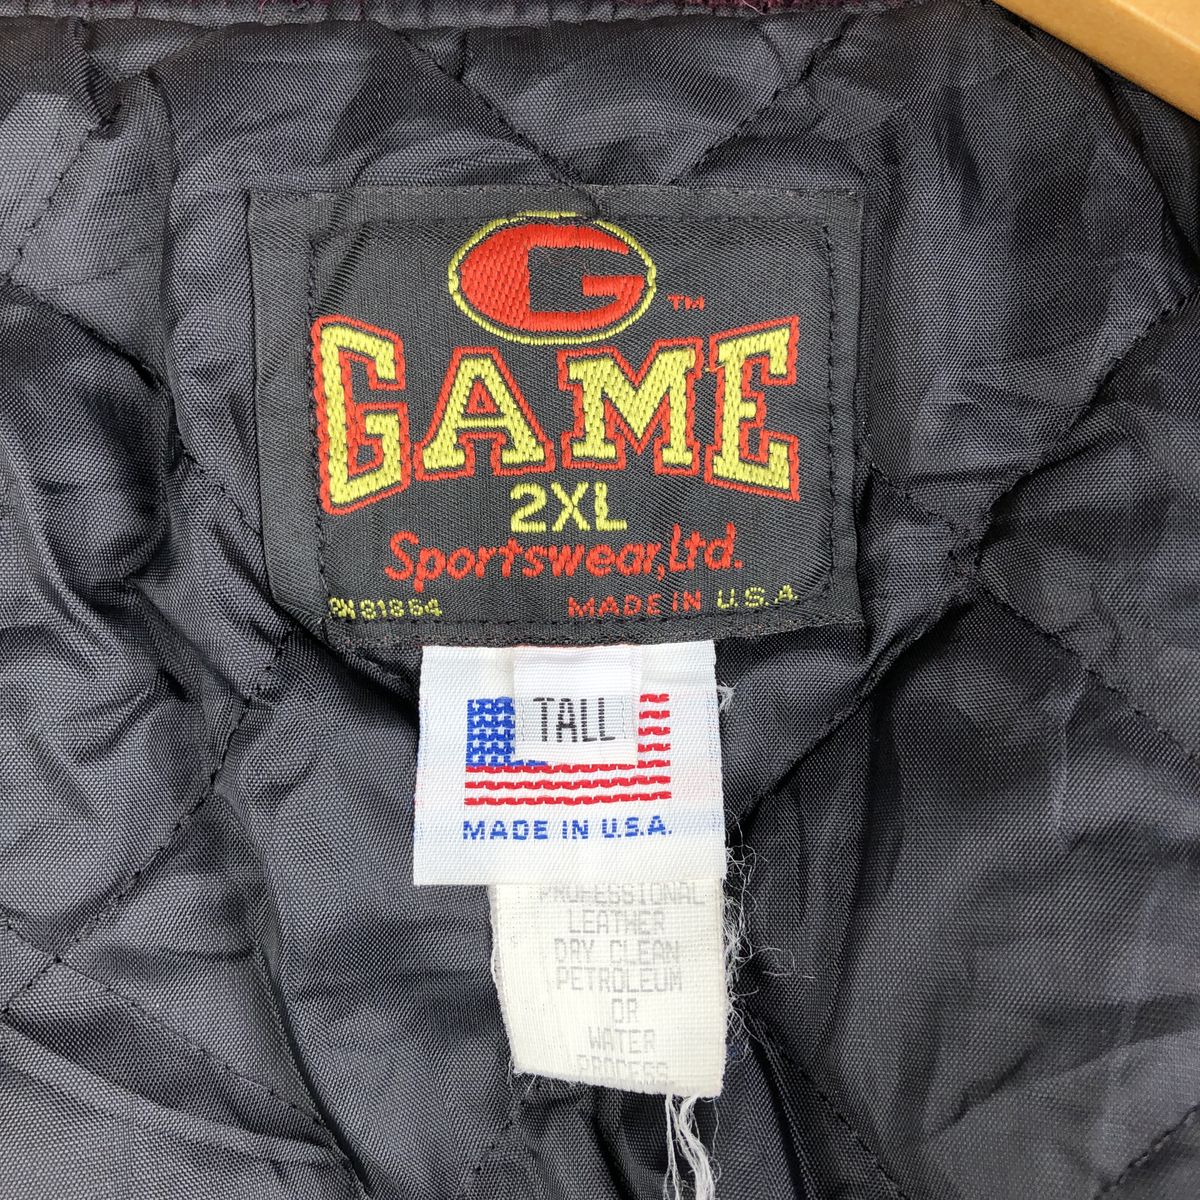 G
TM
GAME
2XL
Sportswear, Ltd.
RN 81864 MADE IN U.S.A
TALL
MADE IN U.S.A.
PROFESSIONAL
LEATHER
DRY CLEAN
PETROLEUM
OR
WATER
PROCESS